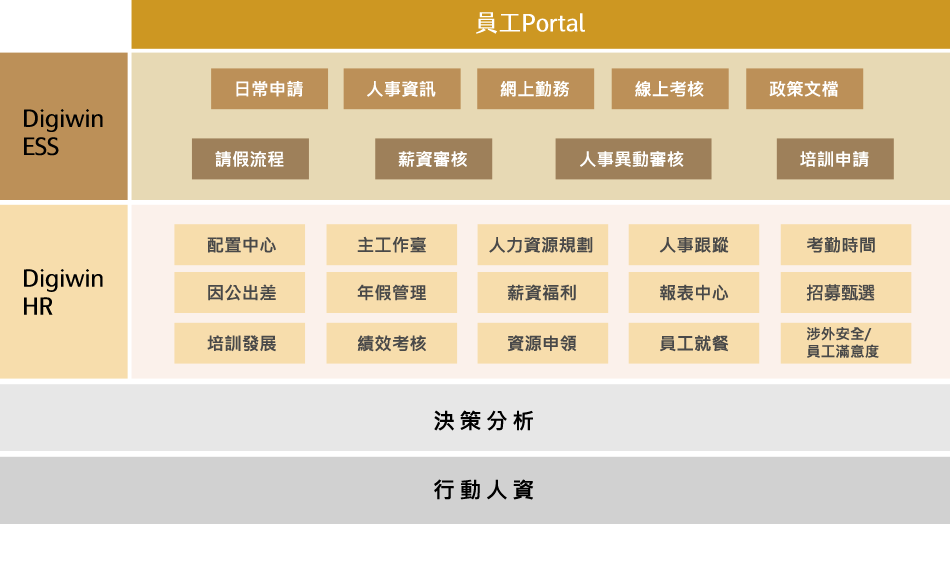 員工Portal
Digiwin
ESS
日常申請
人事資訊
網上勤務
線上考核
政策文檔
請假流程
薪資審核
人事異動審核
培訓申請
Digiwin
HR
配置中心
主工作臺
人力資源規劃
人事跟蹤
考勤時間
因公出差
年假管理
薪資福利
報表中心
招募甄選
培訓發展
績效考核
資源申領
員工就餐
涉外安全/
員工滿意度
決策分析
行動人資